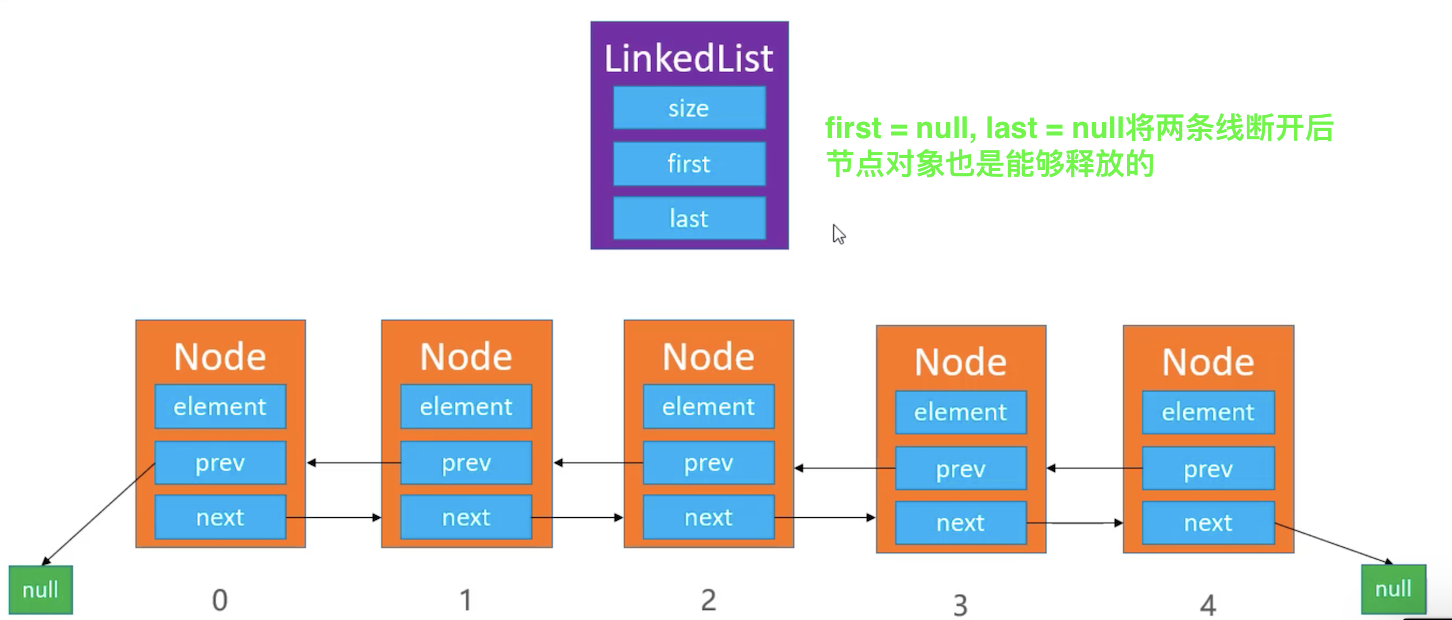 LinkedList
size
first
last
first = null, last = null将两条线断开后
节点对象也是能够释放的
Node
element
prev
next
Node
element
prev
next
Node
element
prev
next
Node
element
prev
next
Node
element
prev
next
null
0
1
2
3
4
null